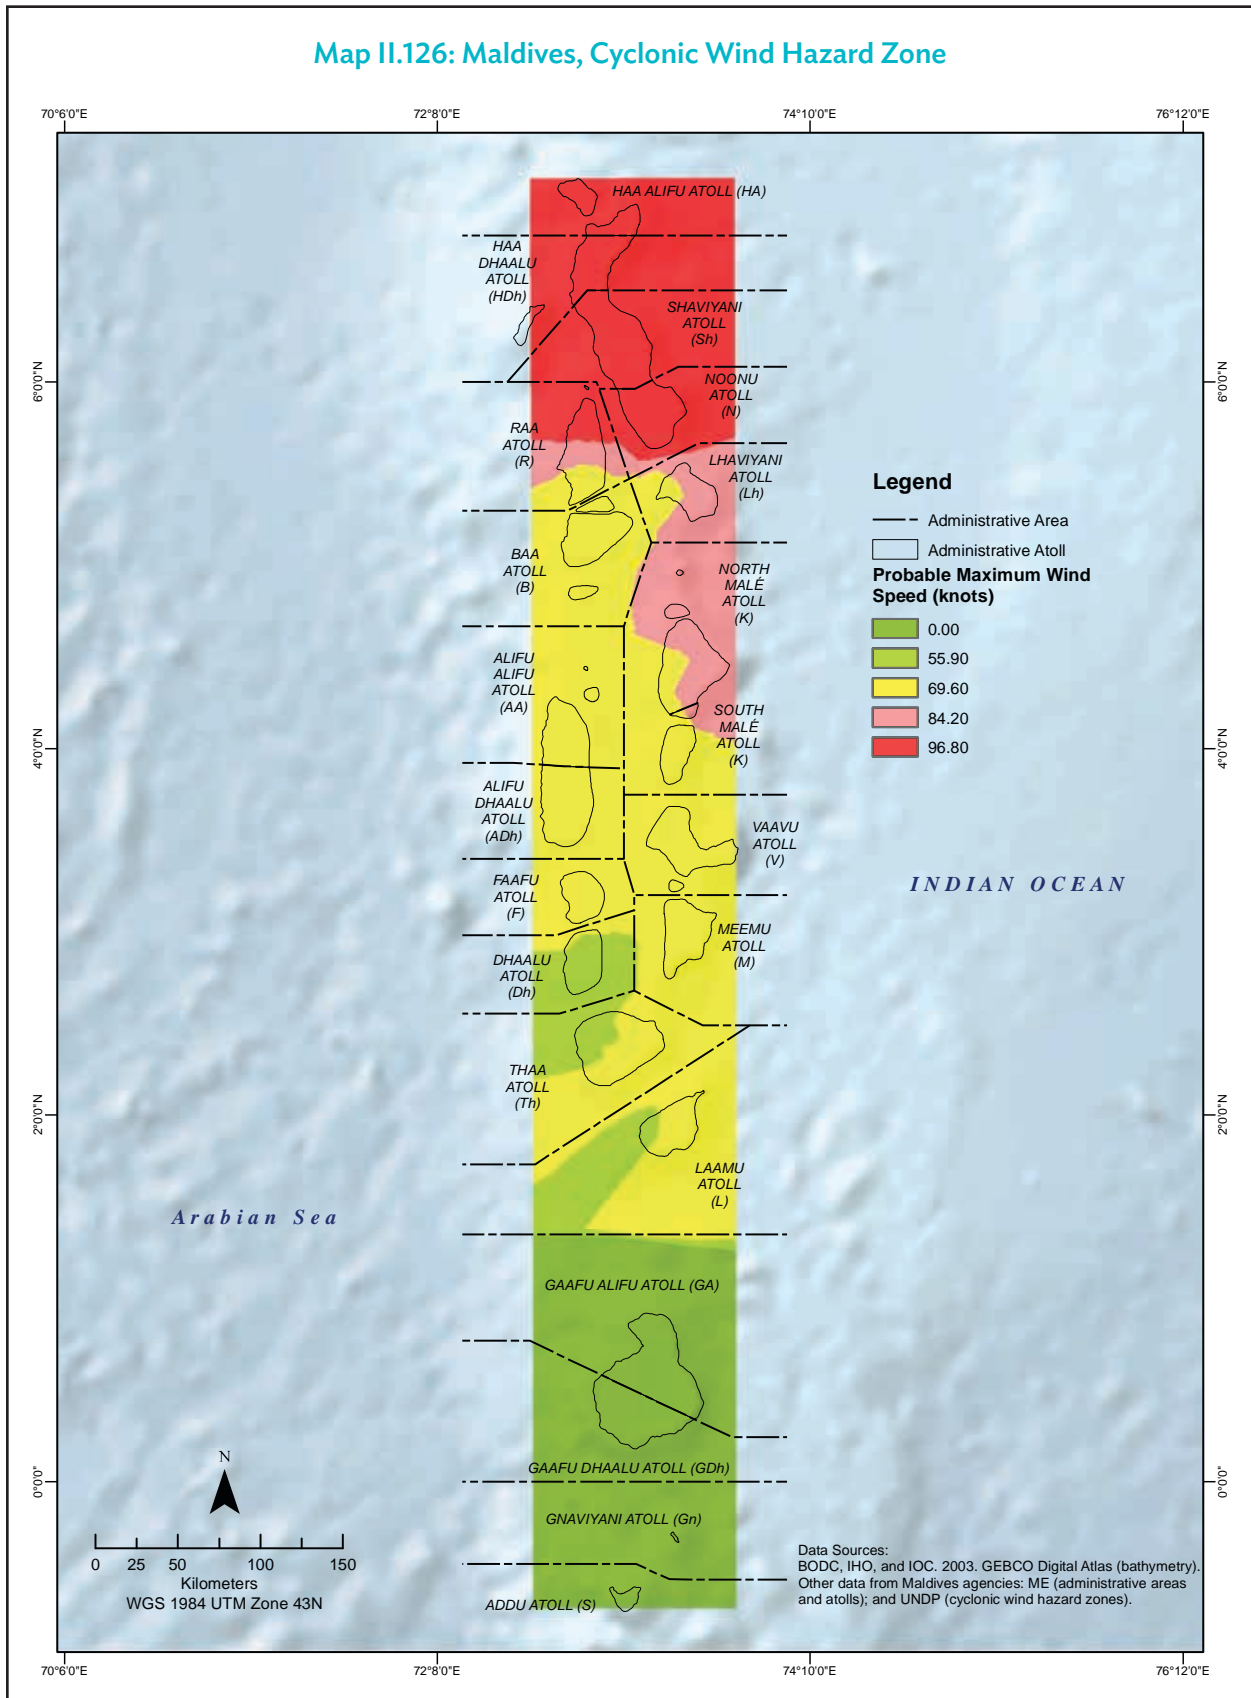 Map II.126: Maldives, Cyclonic Wind Hazard Zone
70°6'0"E
72°8'0"E
74°10'0"E
76°12'0"E
HAA ALIFU ATOLL (HA)
HAA
DHAALU
ATOLL
(HDh)
SHAVIYANI
ATOLL
(Sh)
6°0'0"N
6°0'0"N
NOONU
ATOLL
(N)
RAA
ATOLL
(R)
LHAVIYANI
ATOLL
(Lh)
BAA
ATOLL
(B)
NORTH
MALÉ
ATOLL
(K)
ALIFU
ALIFU
ATOLL
(AA)
SOUTH
MALÉ
ATOLL
(K)
4°0'0"N
4°0'0"N
ALIFU
DHAALU
ATOLL
(ADh)
VAAVU
ATOLL
(V)
FAAFU
ATOLL
(F)
MEEMU
ATOLL
(M)
DHAALU
ATOLL
(Dh)
THAA
ATOLL
(Th)
2°0'0"N
2°0'0"N
LAAMU
ATOLL
(L)
GAAFU ALIFU ATOLL (GA)
GAAFU DHAALU ATOLL (GDh)
0°0'0"
0°0'0"
GNAVIYANI ATOLL (Gn)
ADDU ATOLL (S)
Legend
Administrative Area
Administrative Atoll
Probable Maximum Wind
Speed (knots)
0.00
55.90
69.60
84.20
96.80
INDIAN OCEAN
Arabian Sea
N
0 25 50 100 150
Kilometers
WGS 1984 UTM Zone 43N
Data Sources:
BODC, IHO, and IOC. 2003. GEBCO Digital Atlas (bathymetry).
Other data from Maldives agencies: ME (administrative areas
and atolls); and UNDP (cyclonic wind hazard zones).
70°6'0"E
72°8'0"E
74°10'0"E
76°12'0"E